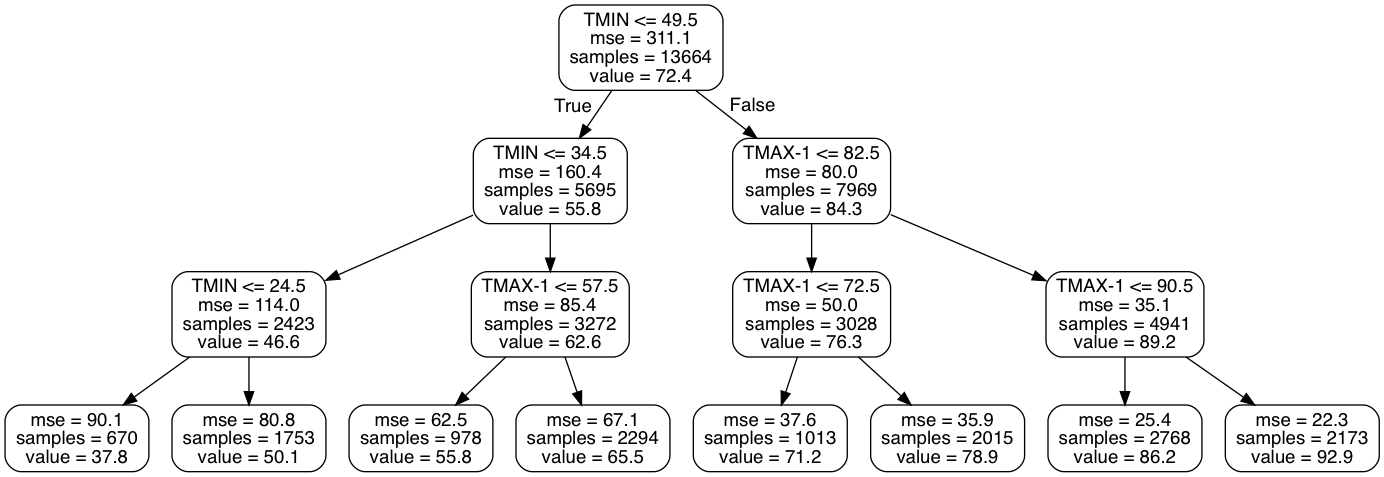 TMIN <= 49.5
mse = 311.1
samples = 13664
value = 72.4
True
False
TMIN <= 34.5
mse = 160.4
samples = 5695
value = 55.8
TMAX-1 <= 82.5
mse = 80.0
samples = 7969
value = 84.3
TMIN <= 24.5
mse = 114.0
samples = 2423
value = 46.6
TMAX-1 <= 57.5
mse = 85.4
samples = 3272
value = 62.6
TMAX-1 <= 72.5
mse = 50.0
samples = 3028
value = 76.3
TMAX-1 <= 90.5
mse = 35.1
samples = 4941
value = 89.2
mse = 90.1
samples = 670
value = 37.8
mse = 80.8
samples = 1753
value = 50.1
mse = 62.5
samples = 978
value = 55.8
mse = 67.1
samples = 2294
value = 65.5
mse = 37.6
samples = 1013
value = 71.2
mse = 35.9
samples = 2015
value = 78.9
mse = 25.4
samples = 2768
value = 86.2
mse = 22.3
samples = 2173
value = 92.9